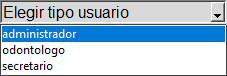 Elegir tipo usuario
administrador
odontologo
secretario